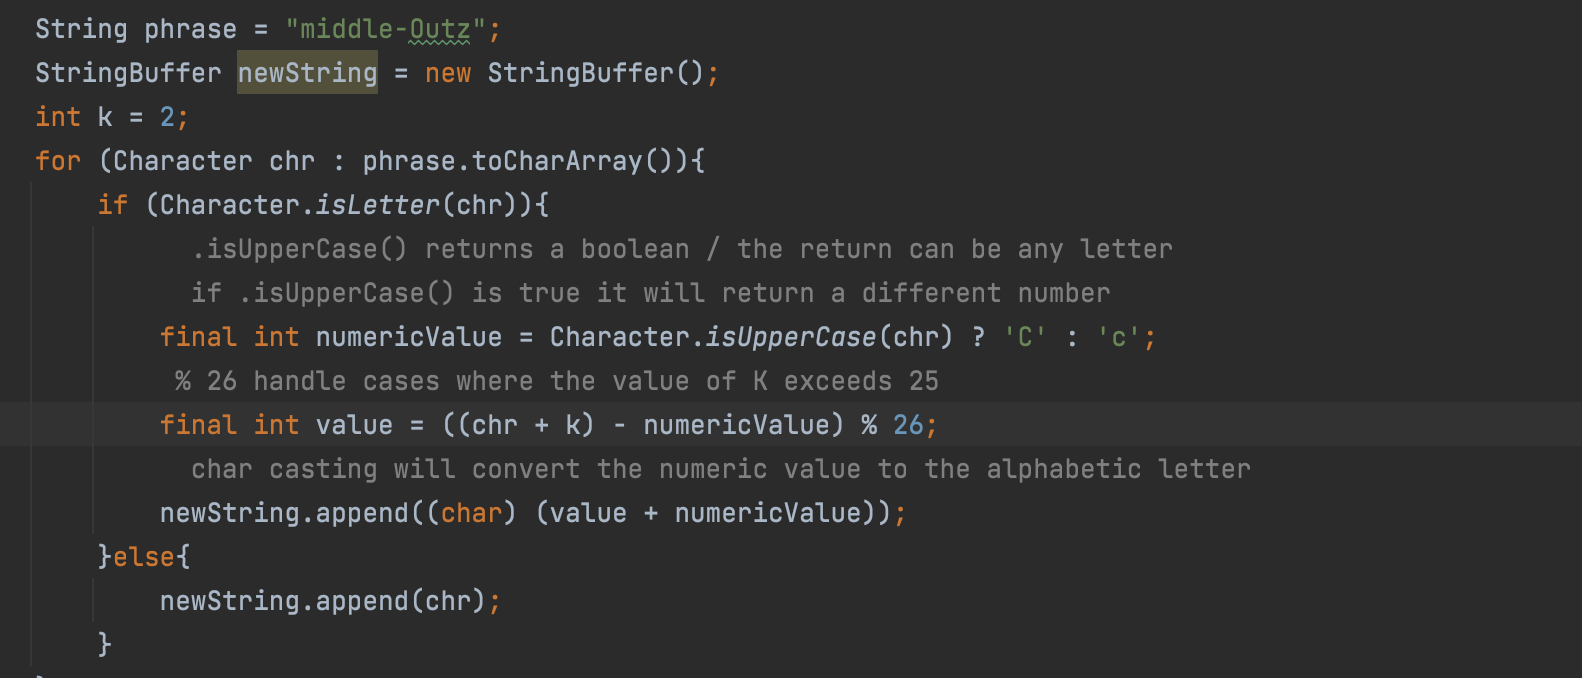 String phrase = "middle-Outz";
StringBuffer newString = new StringBuffer();
int k = 2;
for (Character chr : phrase.toCharArray()){
if (Character.isLetter(chr)){
.isUpperCase() returns a boolean / the return can be any letter
if .isUpperCase() is true it will return a different number
final int numericValue = Character.isUpperCase(chr) ? 'C' : 'c';
% 26 handle cases where the value of K exceeds 25
final int value = ((chr + k) - numericValue) % 26;
char casting will convert the numeric value to the alphabetic letter
newString.append((char) (value + numericValue));
}else{
newString.append(chr);
}